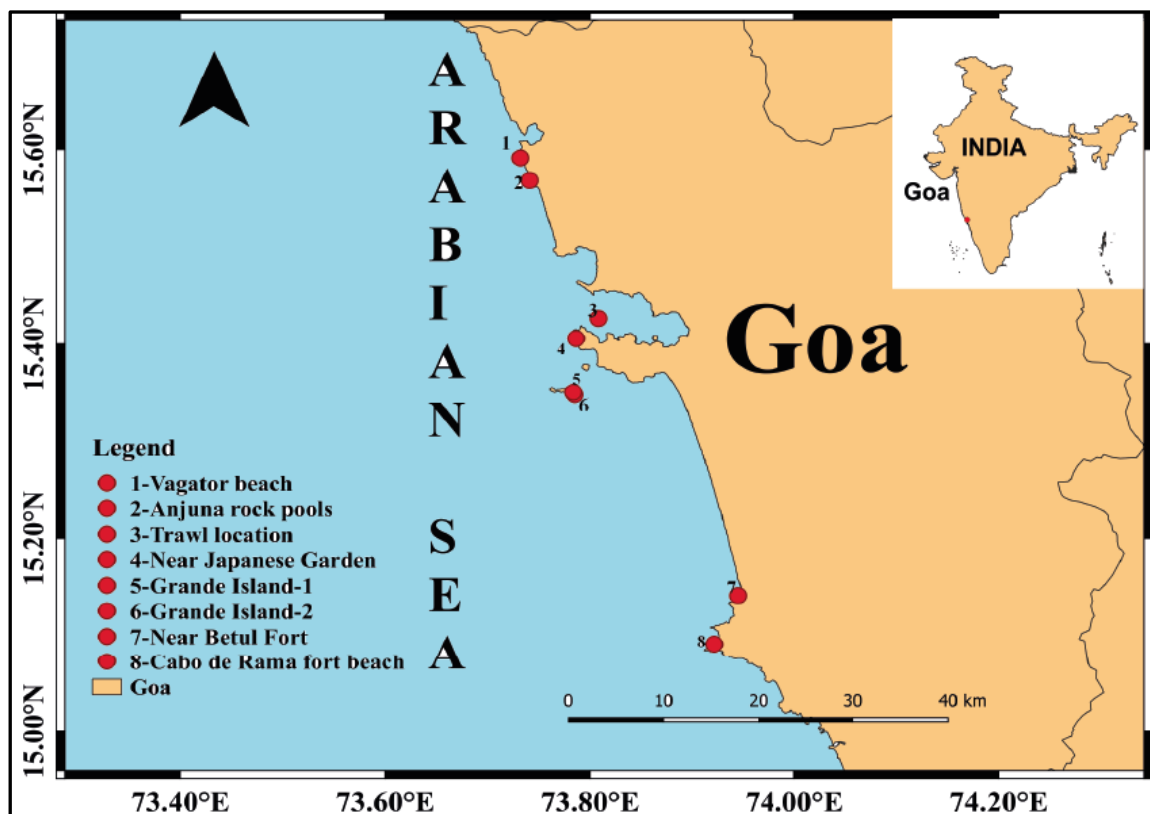 ARABIAN SEA
INDIA
Goa
Goa
1
2
3
4
5
6
7
8
Legend
1-Vagator beach
2-Anjuna rock pools
3-Trawl location
4-Near Japanese Garden
5-Grande Island-1
6-Grande Island-2
7-Near Betul Fort
8-Cabo de Rama fort beach
Goa
0 10 20 30 40 km
15.60°N
15.40°N
15.20°N
15.00°N
73.40°E 73.60°E 73.80°E 74.00°E 74.20°E